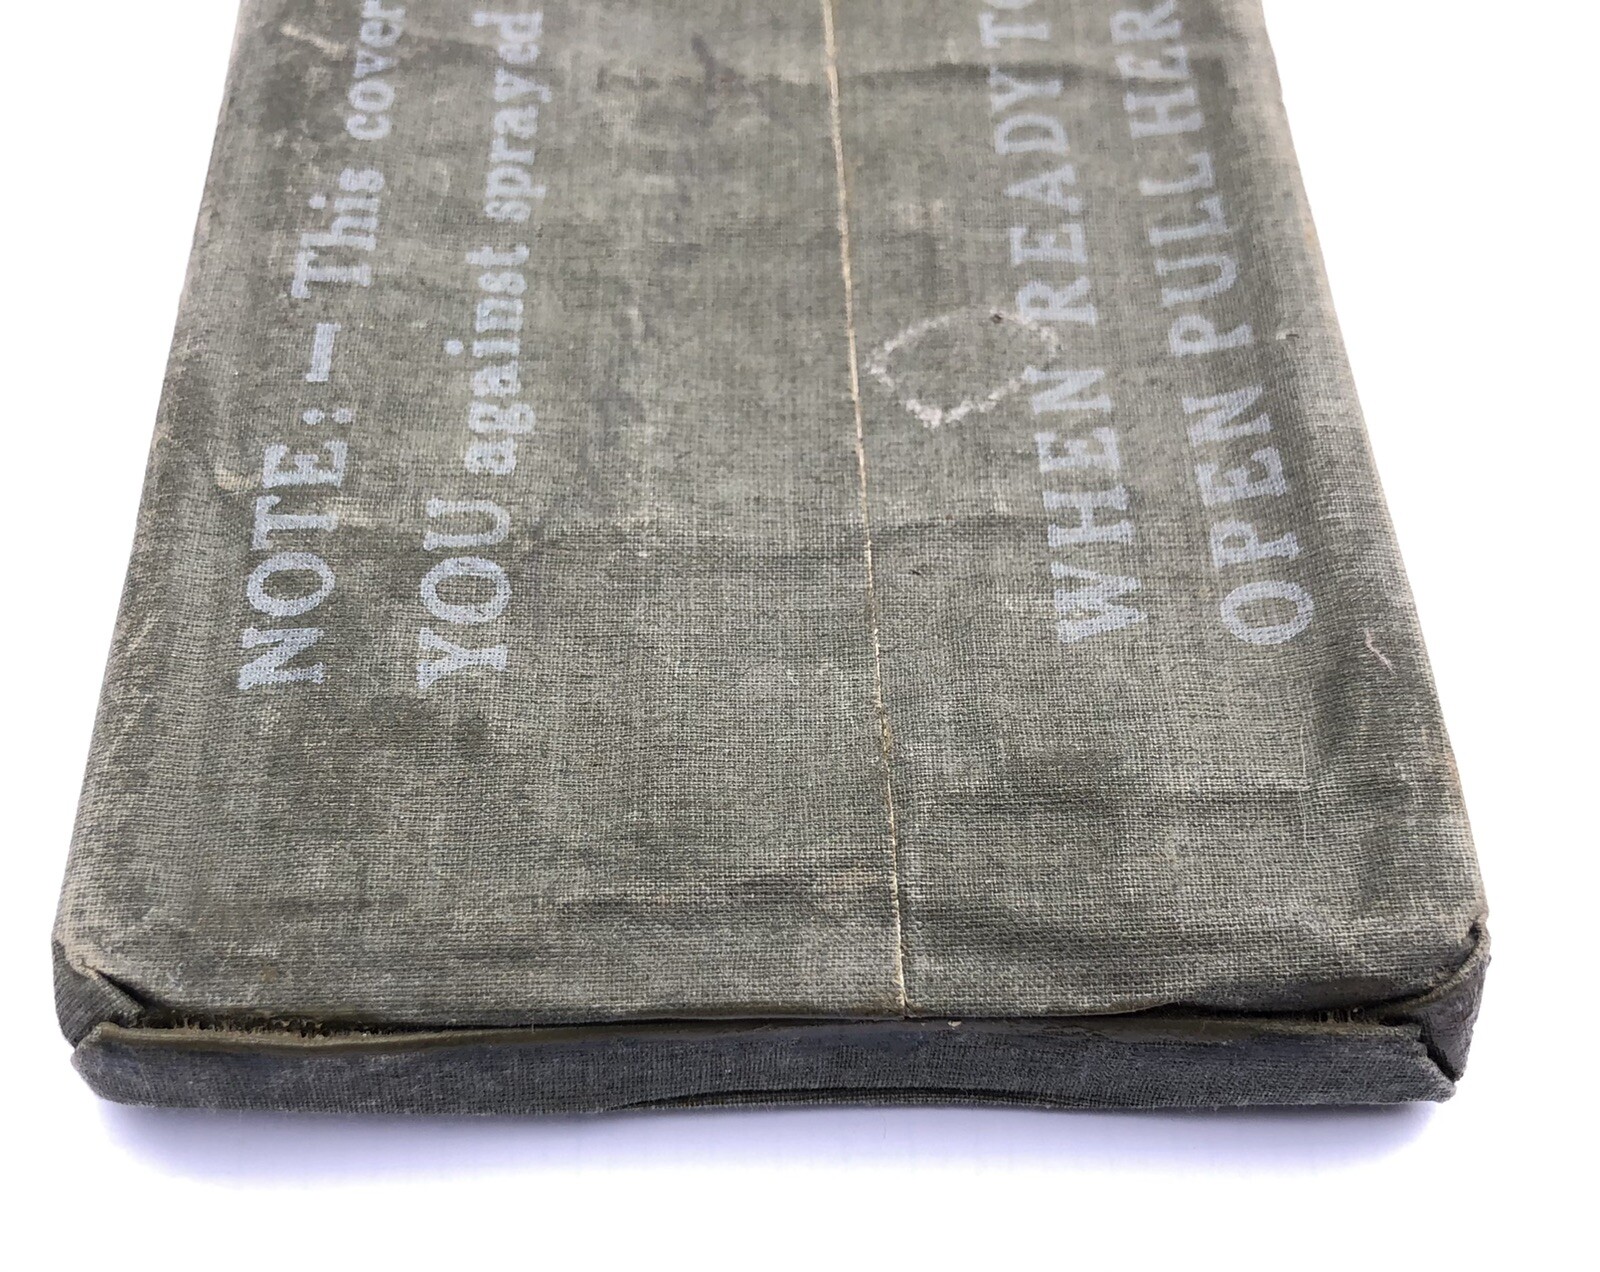 NOTE:— This cover
YOU against sprayed
WHEN READY TO
OPEN PULL HER